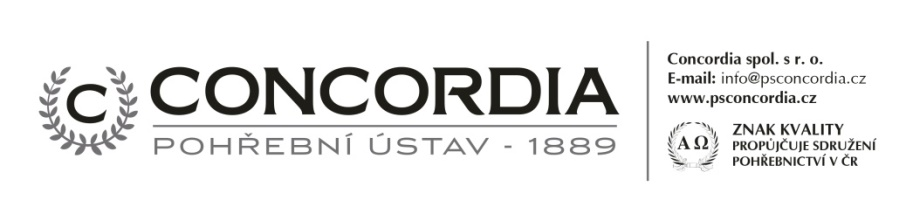 C
CONCORDIA
POHŘEBNÍ ÚSTAV - 1889
Concordia spol. s r. o.
E-mail: info@psconcordia.cz
www.psconcordia.cz
Α Ω
ZNAK KVALITY
PROPŮJČUJE SDRUŽENÍ
POHŘEBNICTVÍ V ČR